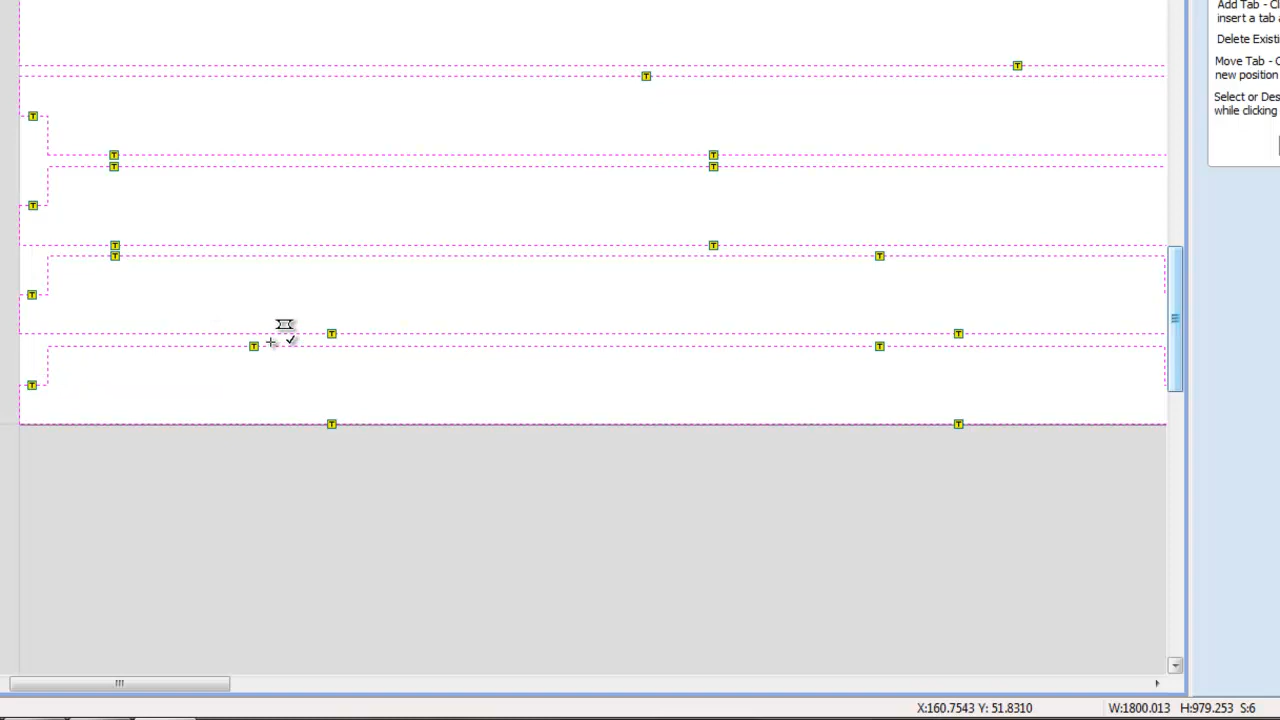 Add Tab - Cl
insert a tab a
Delete Existi
Move Tab - C
new position
Select or Des
while clicking
T
T
T
T T
T T
T
T T
T T
T
T T
T T
T
T T
X:160.7543 Y: 51.8310 W:1800.013 H:979.253 S:6